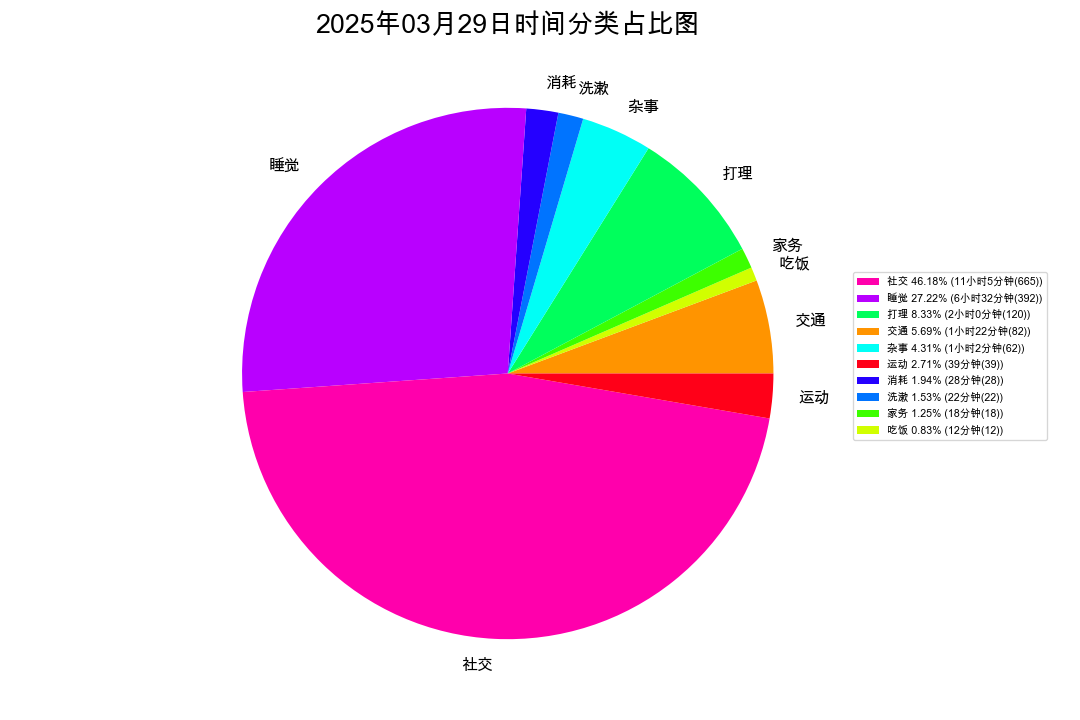 2025年03月29日时间分类占比图
消耗
洗漱
杂事
睡觉
打理
家务
吃饭
交通
运动
社交
社交 46.18% (11小时5分钟(665))
睡觉 27.22% (6小时32分钟(392))
打理 8.33% (2小时0分钟(120))
交通 5.69% (1小时22分钟(82))
杂事 4.31% (1小时2分钟(62))
运动 2.71% (39分钟(39))
消耗 1.94% (28分钟(28))
洗漱 1.53% (22分钟(22))
家务 1.25% (18分钟(18))
吃饭 0.83% (12分钟(12))